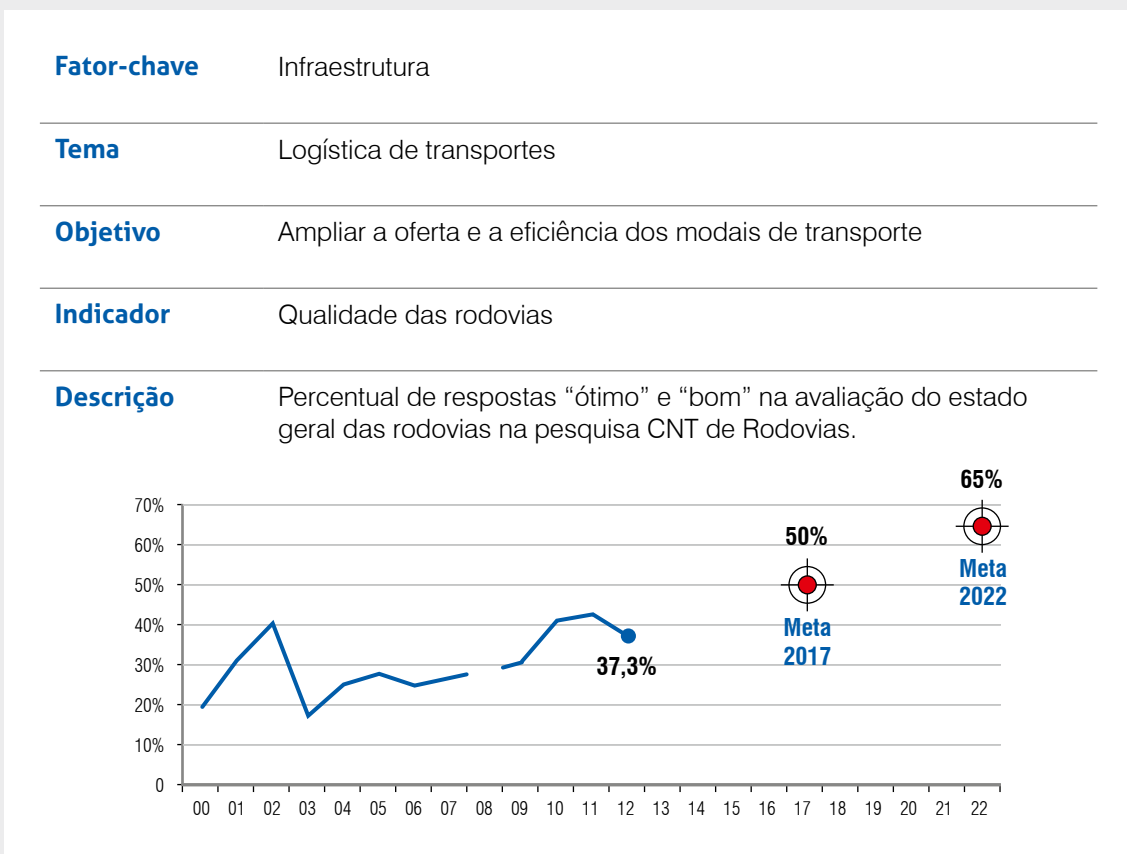 Fator-chave Infraestrutura
Tema Logística de transportes
Objetivo Ampliar a oferta e a eficiência dos modais de transporte
Indicador Qualidade das rodovias
Descrição Percentual de respostas “ótimo” e “bom” na avaliação do estado
geral das rodovias na pesquisa CNT de Rodovias.
65%
70%
60%
50%
50%
40%
30%
20%
10%
0
Meta
2022
Meta
2017
37,3%
00 01 02 03 04 05 06 07 08 09 10 11 12 13 14 15 16 17 18 19 20 21 22